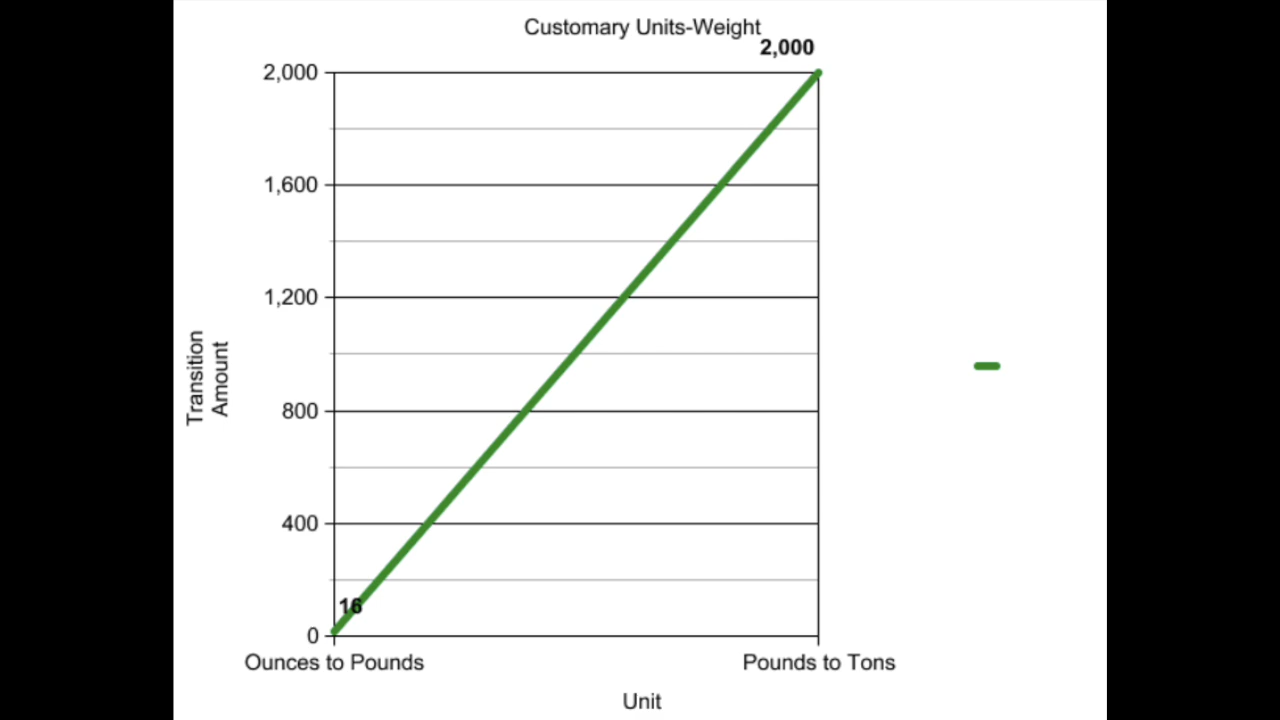 Customary Units-Weight
2,000
2,000
1,600
1,200
800
400
0
16
Transition
Amount
Ounces to Pounds
Pounds to Tons
Unit